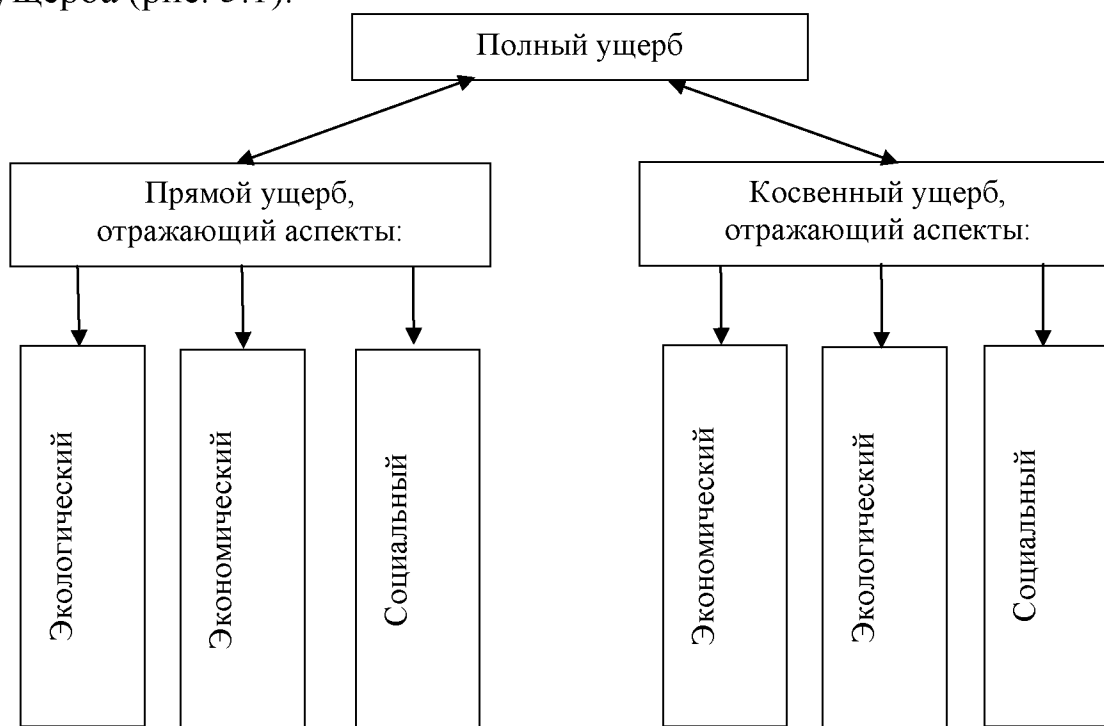 ущерба (рис. 3.1).
Полный ущерб
Прямой ущерб,
отражающий аспекты:
Косвенный ущерб,
отражающий аспекты:
Экологический
Экономический
Социальный
Экономический
Экологический
Социальный